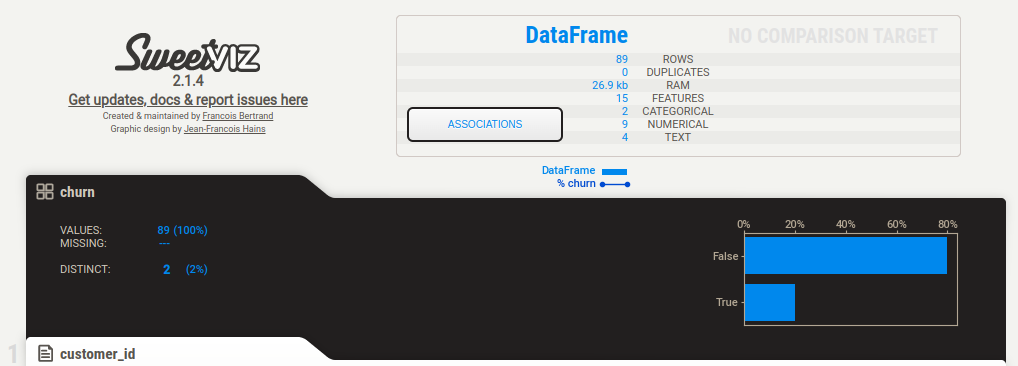 Sweetviz
2.1.4
Get updates, docs & report issues here
Created & maintained by Francois Bertrand
Graphic design by Jean-Francois Hains
DataFrame NO COMPARISON TARGET
89 ROWS
0 DUPLICATES
26.9 kb RAM
15 FEATURES
2 CATEGORICAL
9 NUMERICAL
4 TEXT
ASSOCIATIONS
DataFrame
% churn
churn
VALUES: 89 (100%)
MISSING: ---
DISTINCT: 2 (2%)
0% 20% 40% 60% 80%
False
True
1 customer_id